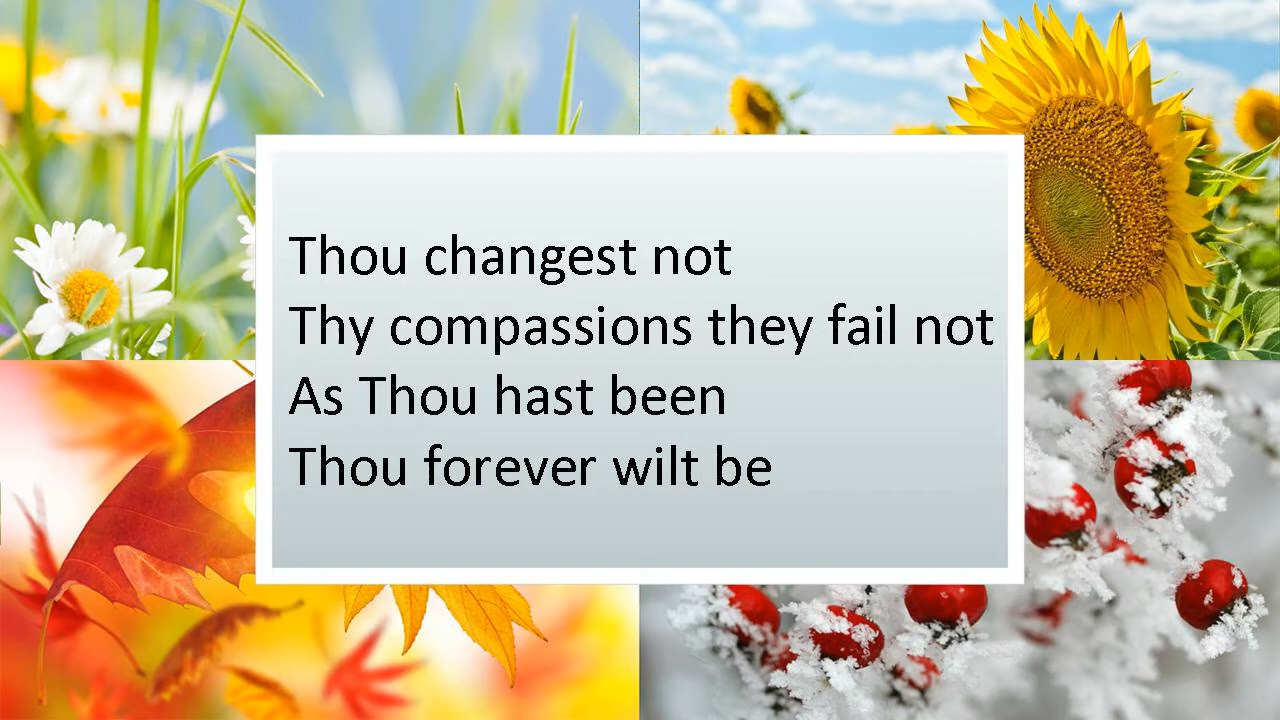 Thou changest not
Thy compassions they fail not
As Thou hast been
Thou forever wilt be